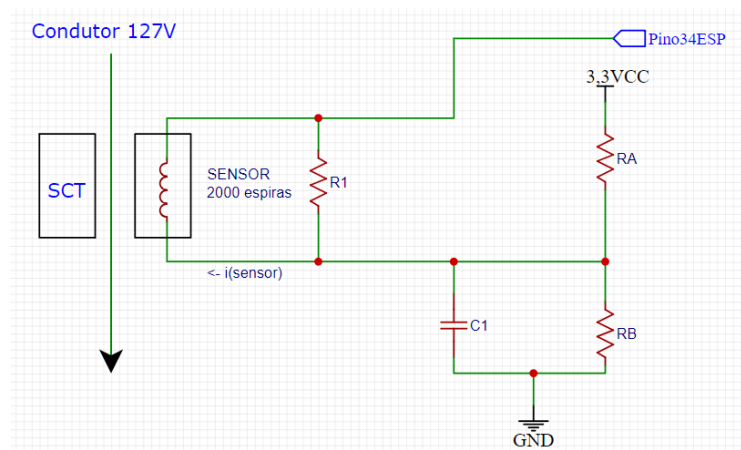 Condutor 127V
Pino34ESP
3,3VCC
RA
SCT
SENSOR
2000 espiras
R1
<- i(sensor)
C1
RB
GND